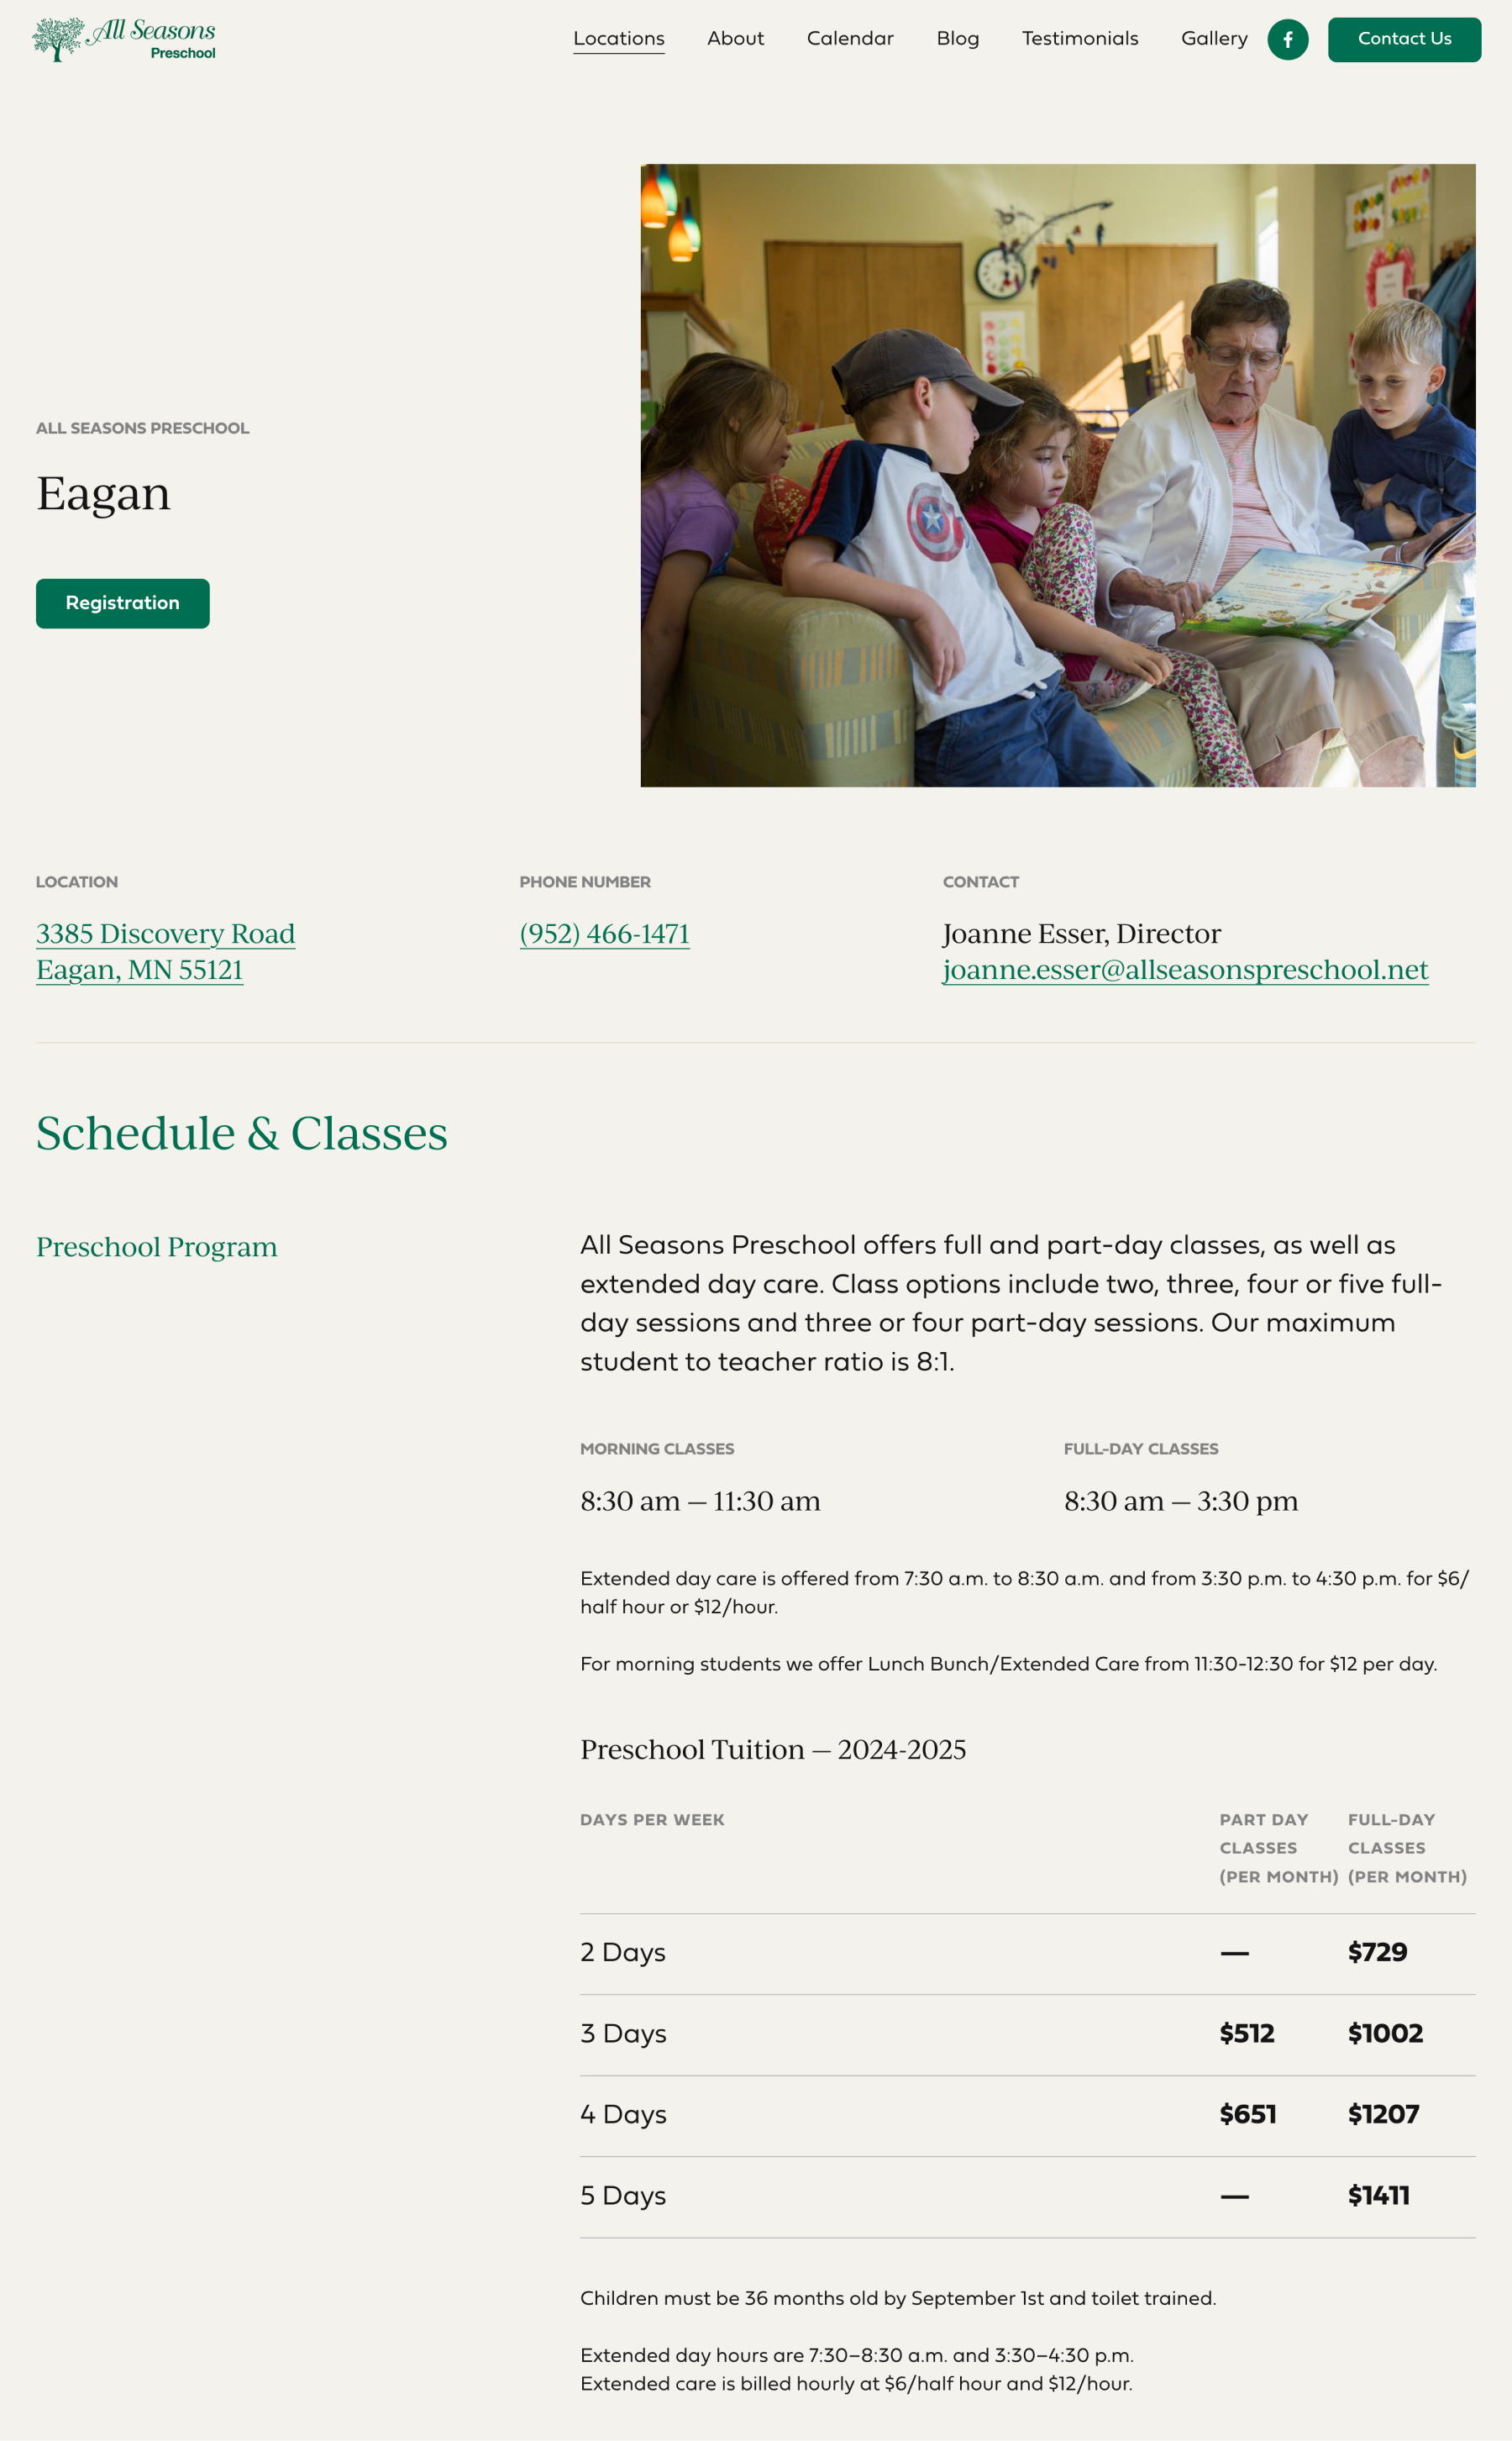 All Seasons
Preschool
Locations
About
Calendar
Blog
Testimonials
Gallery
Contact Us
ALL SEASONS PRESCHOOL
Eagan
Registration
LOCATION
3385 Discovery Road
Eagan, MN 55121
PHONE NUMBER
(952) 466-1471
CONTACT
Joanne Esser, Director
joanne.esser@allseasonspreschool.net
Schedule & Classes
Preschool Program
All Seasons Preschool offers full and part-day classes, as well as
extended day care. Class options include two, three, four or five full-
day sessions and three or four part-day sessions. Our maximum
student to teacher ratio is 8:1.
MORNING CLASSES
8:30 am — 11:30 am
FULL-DAY CLASSES
8:30 am — 3:30 pm
Extended day care is offered from 7:30 a.m. to 8:30 a.m. and from 3:30 p.m. to 4:30 p.m. for $6/
half hour or $12/hour.
For morning students we offer Lunch Bunch/Extended Care from 11:30-12:30 for $12 per day.
Preschool Tuition — 2024-2025
DAYS PER WEEK
PART DAY
CLASSES
(PER MONTH)
FULL-DAY
CLASSES
(PER MONTH)
2 Days — $729
3 Days $512 $1002
4 Days $651 $1207
5 Days — $1411
Children must be 36 months old by September 1st and toilet trained.
Extended day hours are 7:30–8:30 a.m. and 3:30–4:30 p.m.
Extended care is billed hourly at $6/half hour and $12/hour.